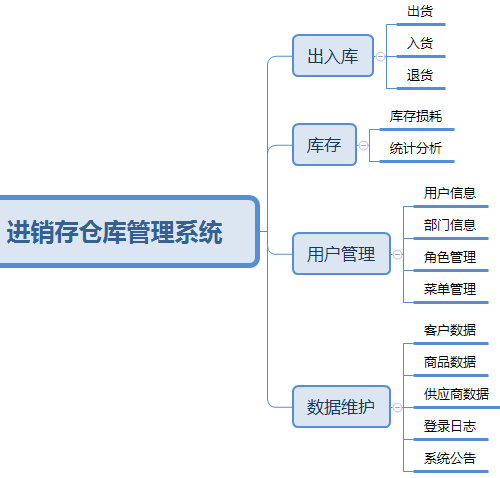 进销存仓库管理系统
出入库
出货
入货
退货
库存
库存损耗
统计分析
用户管理
用户信息
部门信息
角色管理
菜单管理
数据维护
客户数据
商品数据
供应商数据
登录日志
系统公告